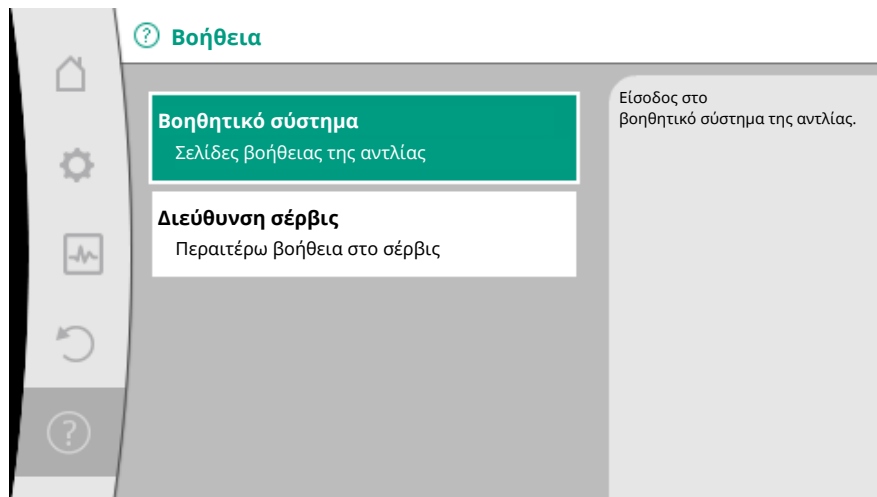 Βοήθεια
Βοηθητικό σύστημα
Σελίδες βοήθειας της αντλίας
Διεύθυνση σέρβις
Περαιτέρω βοήθεια στο σέρβις
Είσοδος στο
βοηθητικό σύστημα της αντλίας.